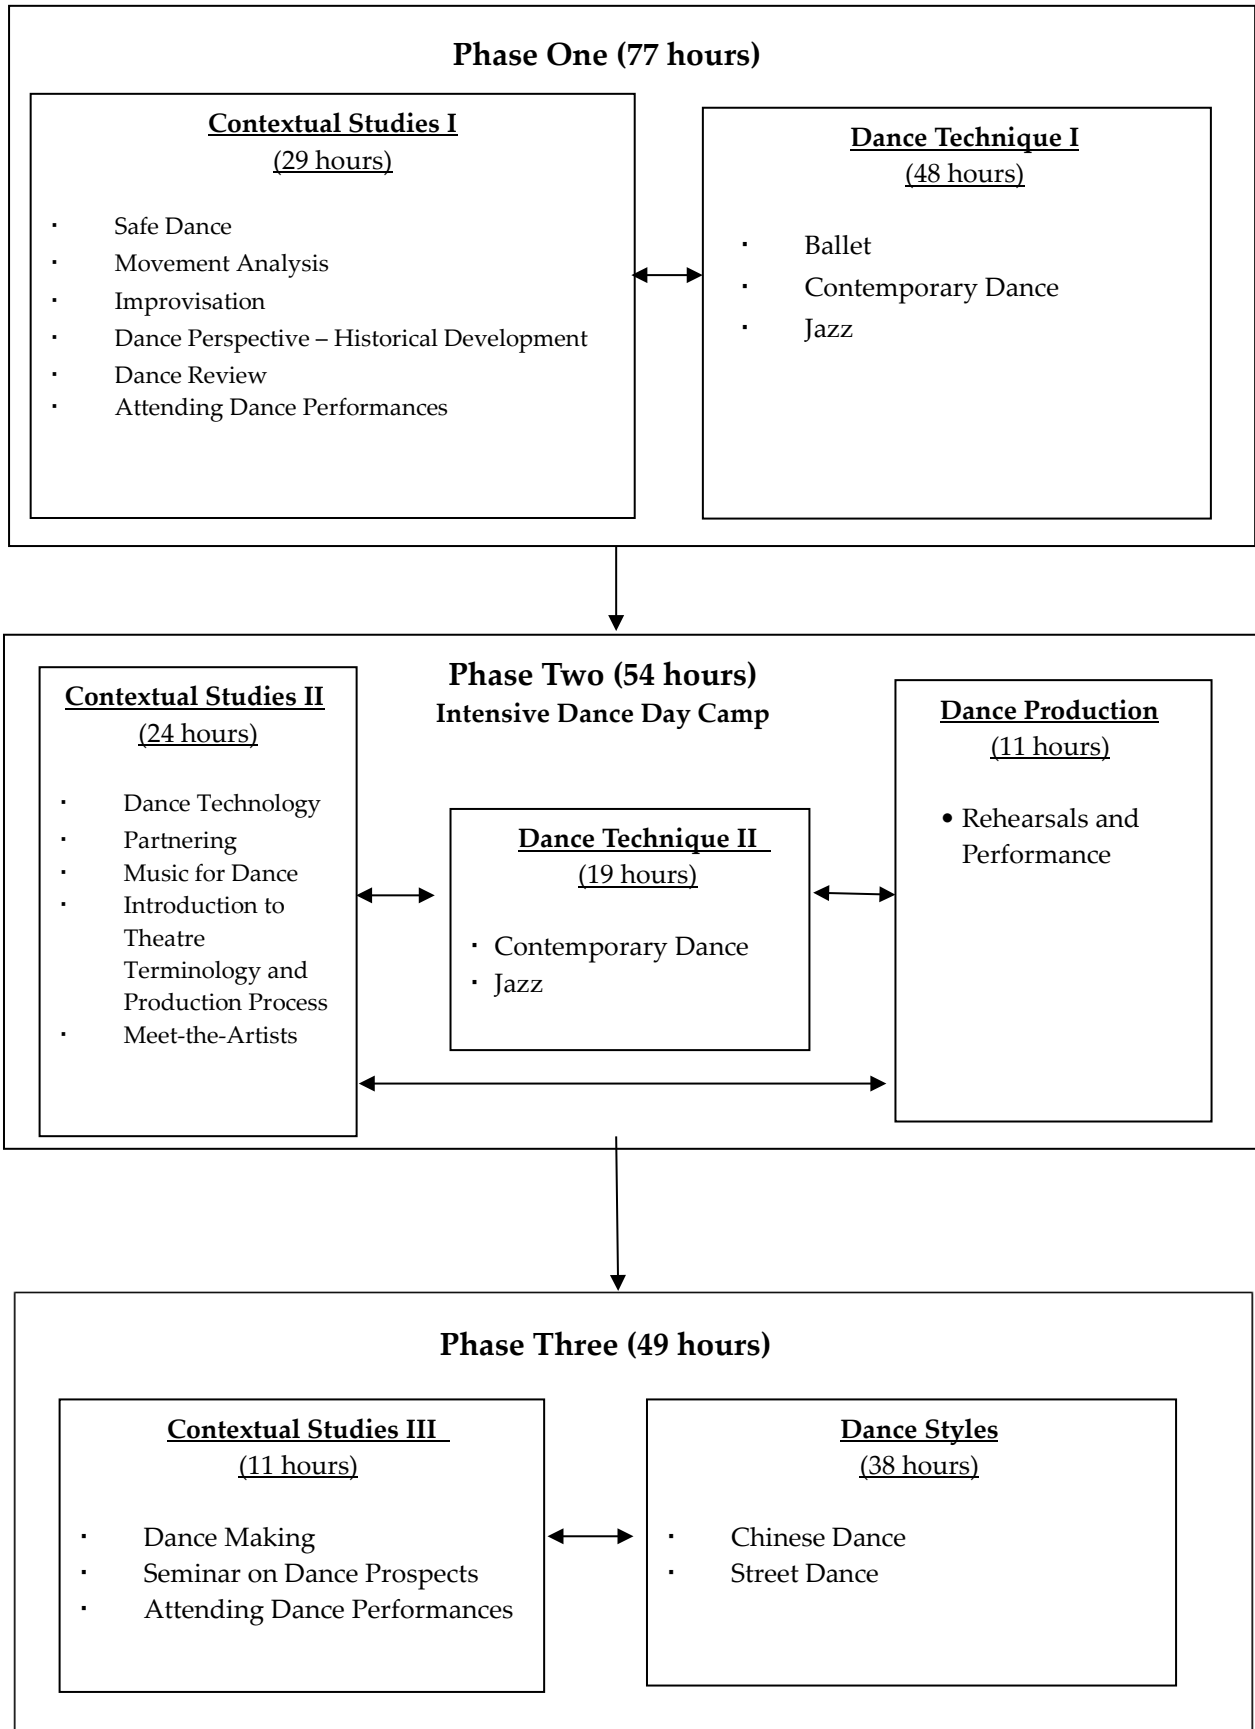 Phase One (77 hours)
Contextual Studies I
(29 hours)
▪ Safe Dance
▪ Movement Analysis
▪ Improvisation
▪ Dance Perspective – Historical Development
▪ Dance Review
▪ Attending Dance Performances
Dance Technique I
(48 hours)
▪ Ballet
▪ Contemporary Dance
▪ Jazz
Phase Two (54 hours)
Intensive Dance Day Camp
Contextual Studies II
(24 hours)
▪ Dance Technology
▪ Partnering
▪ Music for Dance
▪ Introduction to
Theatre
Terminology and
Production Process
▪ Meet-the-Artists
Dance Technique II
(19 hours)
▪ Contemporary Dance
▪ Jazz
Dance Production
(11 hours)
• Rehearsals and
Performance
Phase Three (49 hours)
Contextual Studies III
(11 hours)
▪ Dance Making
▪ Seminar on Dance Prospects
▪ Attending Dance Performances
Dance Styles
(38 hours)
▪ Chinese Dance
▪ Street Dance